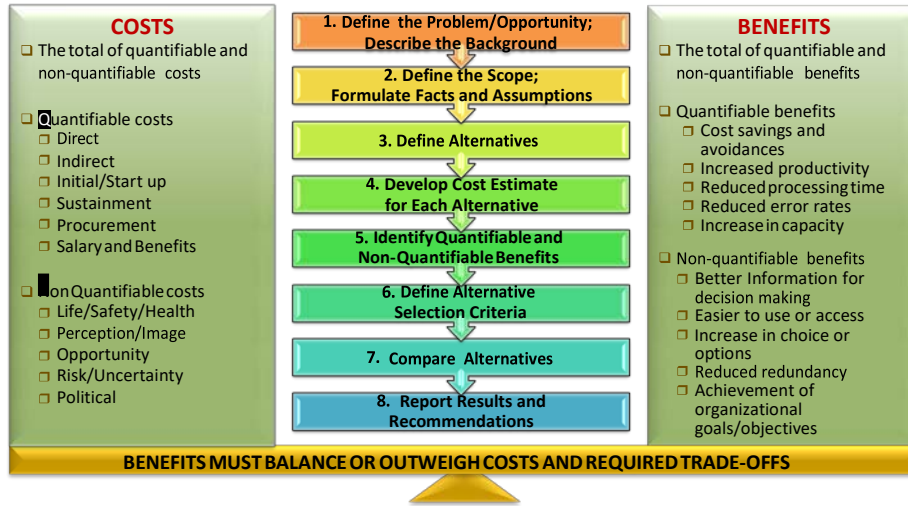 COSTS
The total of quantifiable and
non-quantifiable costs
Quantifiable costs
Direct
Indirect
Initial/Start up
Sustainment
Procurement
Salary and Benefits
onQuantifiable costs
Life/Safety/Health
Perception/Image
Opportunity
Risk/Uncertainty
Political
1. Define the Problem/Opportunity;
Describe the Background
2. Define the Scope;
Formulate Facts and Assumptions
3. Define Alternatives
4. Develop Cost Estimate
for Each Alternative
5. Identify Quantifiable and
Non-Quantifiable Benefits
6. Define Alternative
Selection Criteria
7. Compare Alternatives
8. Report Results and
Recommendations
BENEFITS
The total of quantifiable and
non-quantifiable benefits
Quantifiable benefits
Cost savings and
avoidances
Increased productivity
Reduced processing time
Reduced error rates
Increase in capacity
Non-quantifiable benefits
Better Information for
decision making
Easier to use or access
Increase in choice or
options
Reduced redundancy
Achievement of
organizational
goals/objectives
BENEFITS MUST BALANCE OR OUTWEIGH COSTS AND REQUIRED TRADE-OFFS